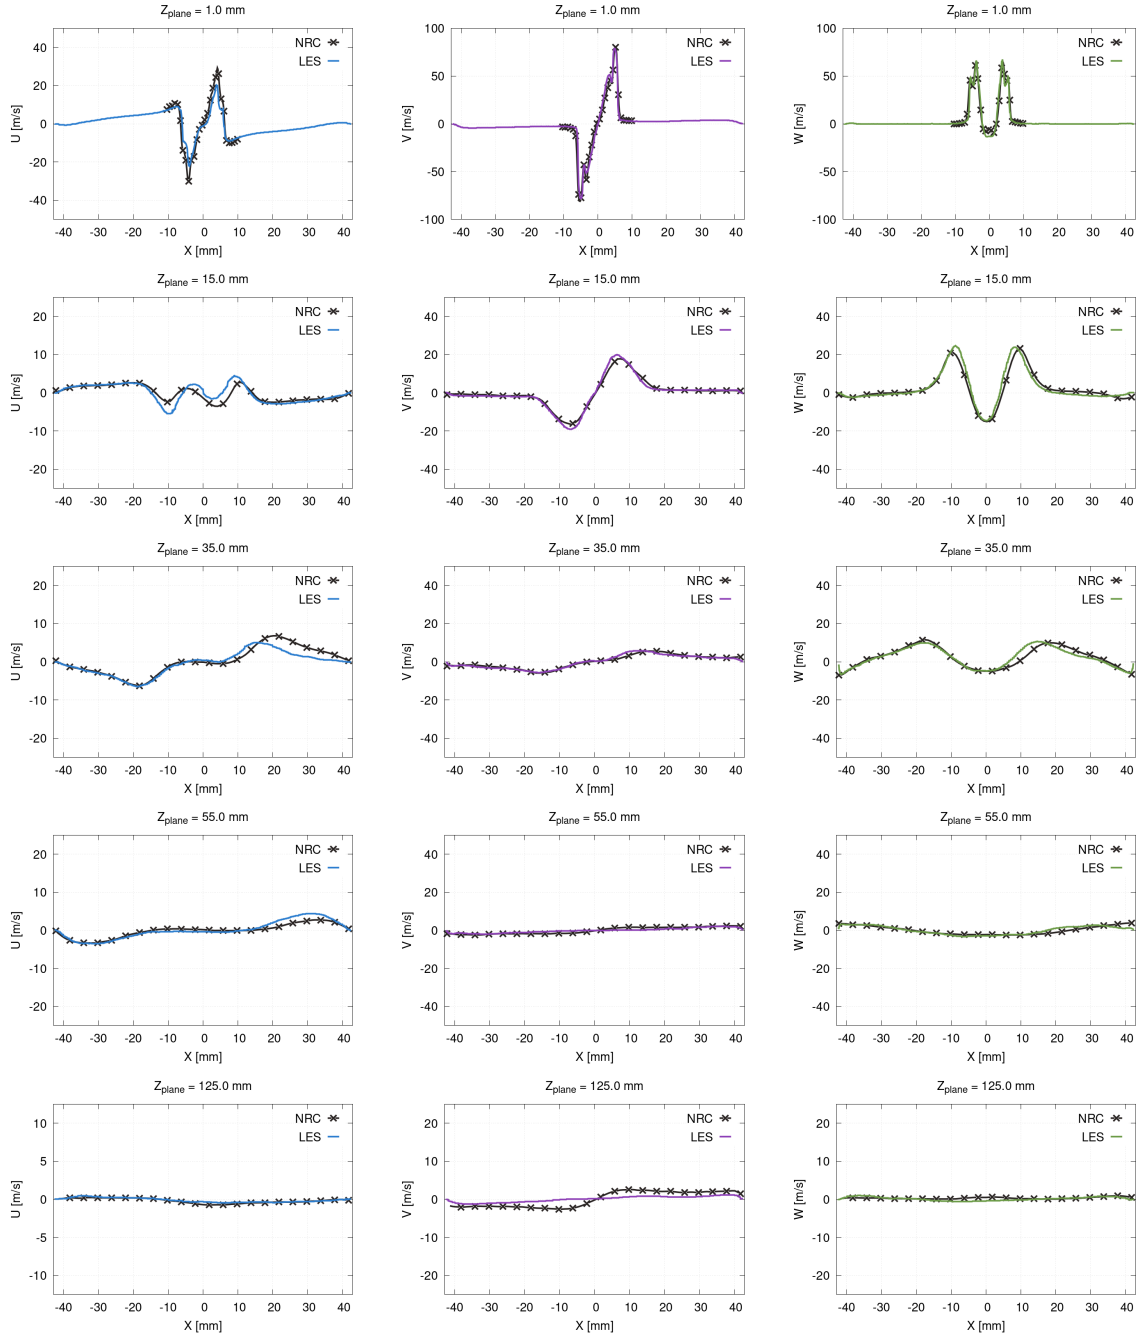 Z_plane = 1.0 mm
NRC
LES
U [m/s]
40
20
0
-20
-40
-40 -30 -20 -10 0 10 20 30 40
X [mm]
Z_plane = 1.0 mm
NRC
LES
V [m/s]
100
50
0
-50
-100
-40 -30 -20 -10 0 10 20 30 40
X [mm]
Z_plane = 1.0 mm
NRC
LES
W [m/s]
100
50
0
-50
-100
-40 -30 -20 -10 0 10 20 30 40
X [mm]
Z_plane = 15.0 mm
NRC
LES
U [m/s]
20
10
0
-10
-20
-40 -30 -20 -10 0 10 20 30 40
X [mm]
Z_plane = 15.0 mm
NRC
LES
V [m/s]
40
20
0
-20
-40
-40 -30 -20 -10 0 10 20 30 40
X [mm]
Z_plane = 15.0 mm
NRC
LES
W [m/s]
40
20
0
-20
-40
-40 -30 -20 -10 0 10 20 30 40
X [mm]
Z_plane = 35.0 mm
NRC
LES
U [m/s]
20
10
0
-10
-20
-40 -30 -20 -10 0 10 20 30 40
X [mm]
Z_plane = 35.0 mm
NRC
LES
V [m/s]
40
20
0
-20
-40
-40 -30 -20 -10 0 10 20 30 40
X [mm]
Z_plane = 35.0 mm
NRC
LES
W [m/s]
40
20
0
-20
-40
-40 -30 -20 -10 0 10 20 30 40
X [mm]
Z_plane = 55.0 mm
NRC
LES
U [m/s]
20
10
0
-10
-20
-40 -30 -20 -10 0 10 20 30 40
X [mm]
Z_plane = 55.0 mm
NRC
LES
V [m/s]
40
20
0
-20
-40
-40 -30 -20 -10 0 10 20 30 40
X [mm]
Z_plane = 55.0 mm
NRC
LES
W [m/s]
40
20
0
-20
-40
-40 -30 -20 -10 0 10 20 30 40
X [mm]
Z_plane = 125.0 mm
NRC
LES
U [m/s]
10
5
0
-5
-10
-40 -30 -20 -10 0 10 20 30 40
X [mm]
Z_plane = 125.0 mm
NRC
LES
V [m/s]
20
10
0
-10
-20
-40 -30 -20 -10 0 10 20 30 40
X [mm]
Z_plane = 125.0 mm
NRC
LES
W [m/s]
20
10
0
-10
-20
-40 -30 -20 -10 0 10 20 30 40
X [mm]